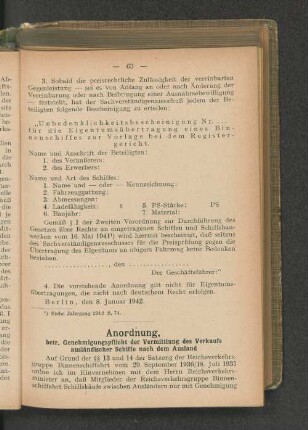 — 63 —
3. Sobald die preisrechtliche Zulässigkeit der vereinbarten
Gegenleistung — sei es von Anfang an oder nach Änderung der
Vereinbarung oder nach Beibringung einer Ausnahmebewilligung
— feststeht, hat der Sachverständigenausschuß jedem der Be-
teiligten folgende Bescheinigung zu erteilen:
„Unbedenklichkeitsbescheinigung Nr. ...
für die Eigentumsübertragung eines Bin-
nenschiffes zur Vorlage bei dem Register-
gericht.
Name und Anschrift der Beteiligten:
1. des Veräußerers:
2. des Erwerbers:
Name und Art des Schiffes:
1. Name und — oder — Kennzeichnung:
2. Fahrzeuggattung:
3. Abmessungen:
4. Ladefähigkeit: t 5. PS-Stärke: PS
6. Baujahr: 7. Material:
Gemäß § 1 der Zweiten Verordnung zur Durchführung des
Gesetzes über Rechte an eingetragenen Schiffen und Schiffsbau-
werken vom 16. Mai 1941¹) wird hiermit bescheinigt, daß seitens
des Sachverständigenausschusses für die Preisprüfung gegen die
Übertragung des Eigentums an obigem Fahrzeug keine Bedenken
bestehen.
, den
Der Geschäftsführer:“
4. Die vorstehende Anordnung gilt nicht für Eigentums-
übertragungen, die nicht nach deutschem Recht erfolgen.
Berlin, den 8. Januar 1942.
¹) Siehe Jahrgang S. 74.
Anordnung,
betr. Genehmigungspflicht der Vermittlung des Verkaufs
ausländischer Schiffe nach dem Ausland
Auf Grund der §§ 13 und 14 der Satzung der Reichsverkehrs-
gruppe Binnenschiffahrt vom 29. September 1936/18. Juli 1939
ordne ich im Einvernehmen mit dem Herrn Reichsverkehrs-
minister an, daß Mitglieder der Reichsverkehrsgruppe Binnen-
schiffahrt Schiffskäufe zwischen Ausländern nur mit Genehmigung